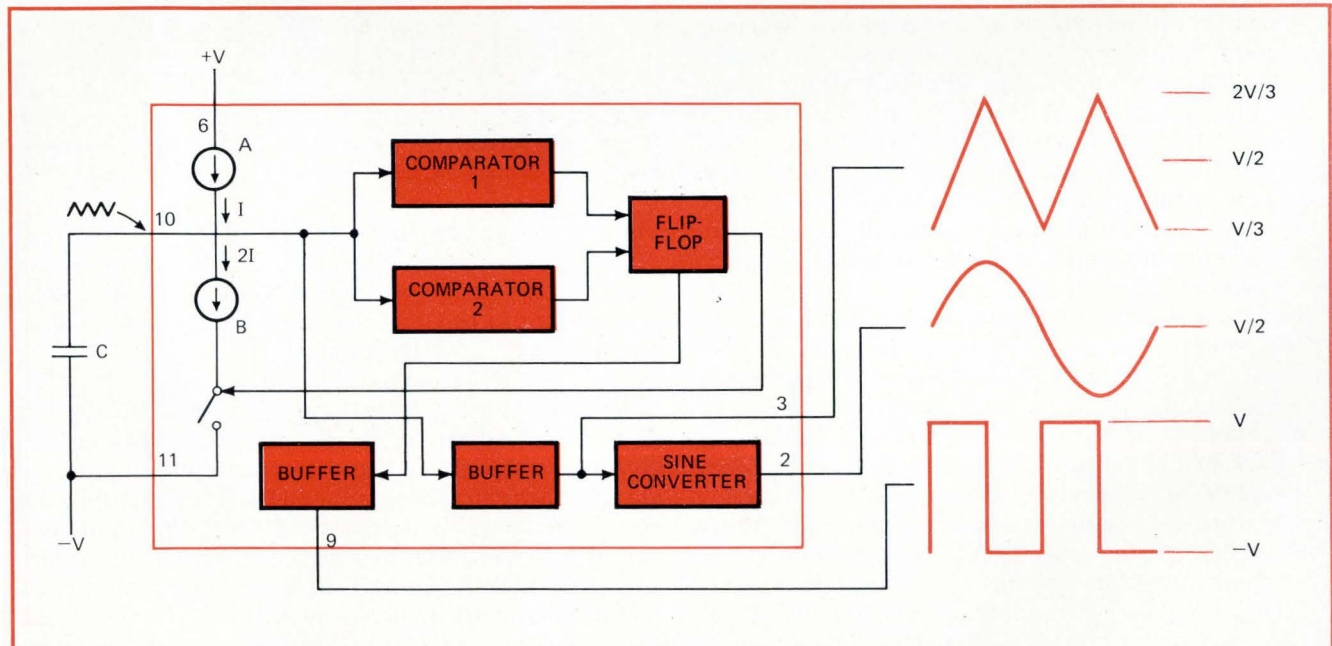 +V
6
A
I
10
2I
B
C
11
−V
COMPARATOR
1
COMPARATOR
2
FLIP-
FLOP
BUFFER
BUFFER
SINE
CONVERTER
3
2
9
2V/3
V/2
V/3
V/2
V
−V